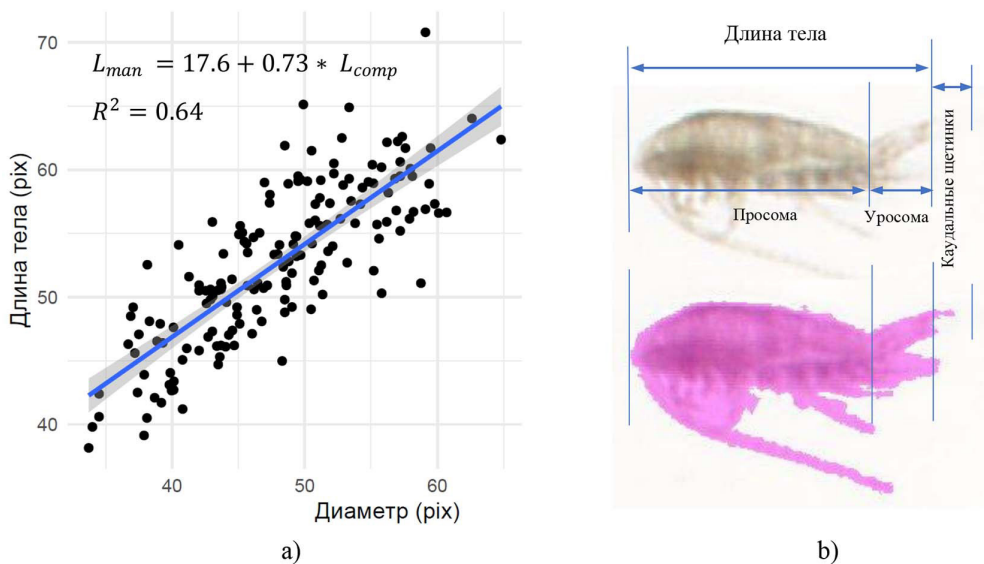 70
60
50
40
Длина тела (pix)
L_man = 17.6 + 0.73 * L_comp
R² = 0.64
40
50
60
Диаметр (pix)
a)
Длина тела
Просома
Уросома
Каудальные щетинки
b)